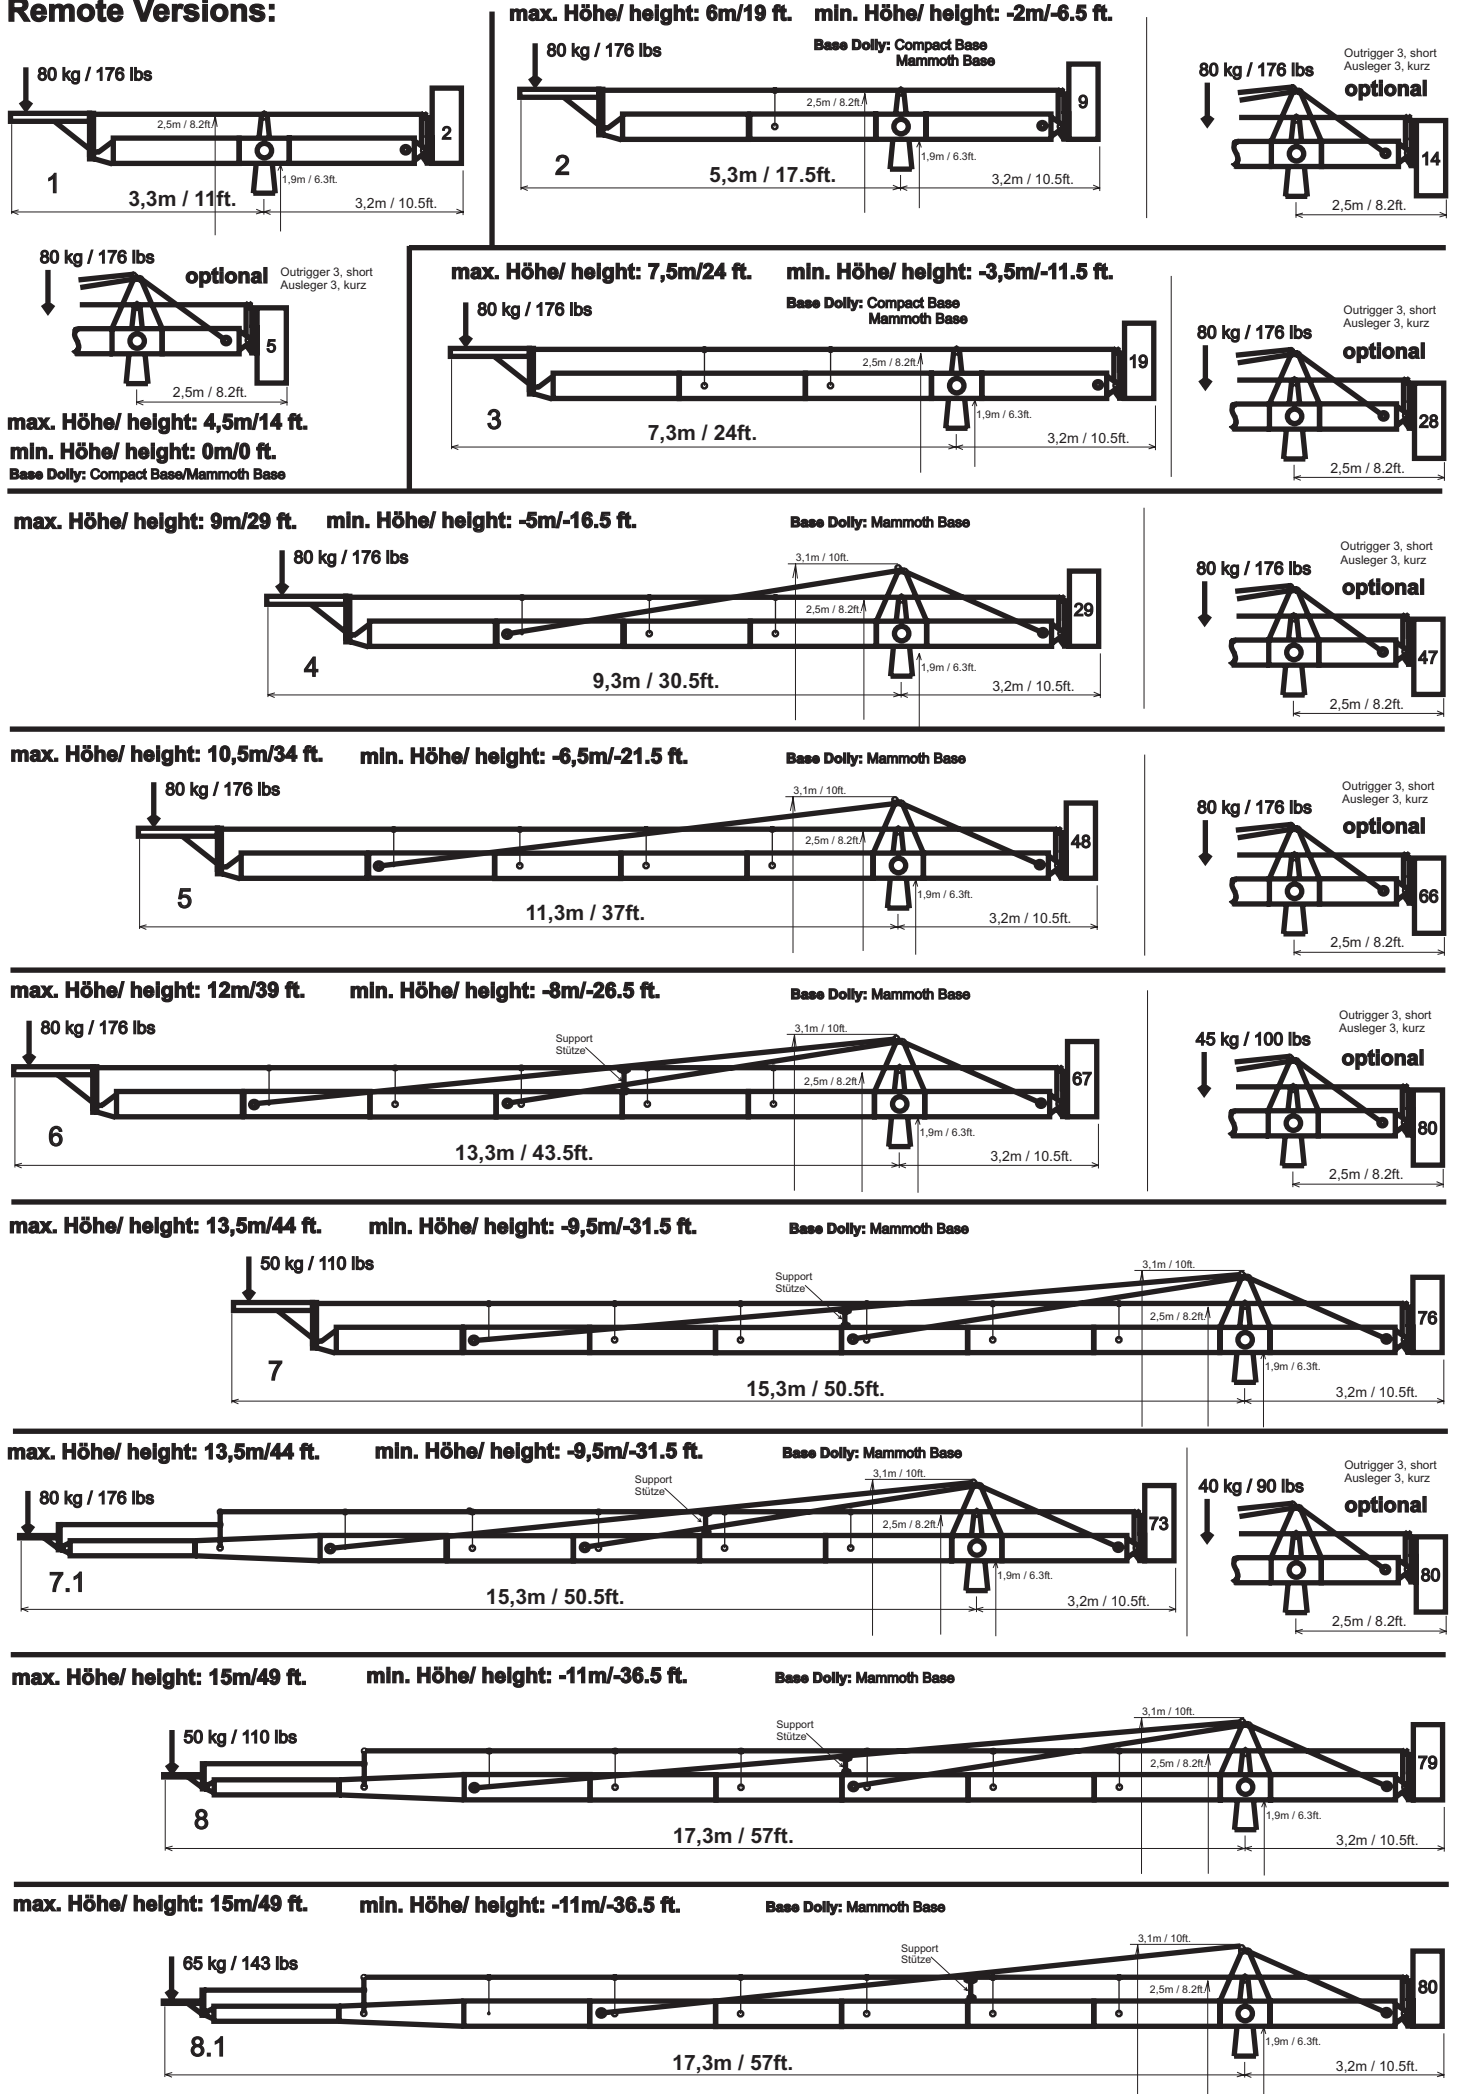 Remote Versions:
80 kg / 176 lbs
2,5m / 8.2ft.
2
1
1,9m / 6.3ft.
3,3m / 11ft.
3,2m / 10.5ft.
80 kg / 176 lbs
optional
Outrigger 3, short
Ausleger 3, kurz
5
2,5m / 8.2ft.
max. Höhe/ height: 4,5m/14 ft.
min. Höhe/ height: 0m/0 ft.
Base Dolly: Compact Base/Mammoth Base
max. Höhe/ height: 6m/19 ft. min. Höhe/ height: -2m/-6.5 ft.
80 kg / 176 lbs
Base Dolly: Compact Base
Mammoth Base
2,5m / 8.2ft.
9
2
1,9m / 6.3ft.
5,3m / 17.5ft.
3,2m / 10.5ft.
Outrigger 3, short
Ausleger 3, kurz
80 kg / 176 lbs
optional
14
2,5m / 8.2ft.
max. Höhe/ height: 7,5m/24 ft. min. Höhe/ height: -3,5m/-11.5 ft.
80 kg / 176 lbs
Base Dolly: Compact Base
Mammoth Base
2,5m / 8.2ft.
19
3
1,9m / 6.3ft.
7,3m / 24ft.
3,2m / 10.5ft.
Outrigger 3, short
Ausleger 3, kurz
80 kg / 176 lbs
optional
28
2,5m / 8.2ft.
max. Höhe/ height: 9m/29 ft. min. Höhe/ height: -5m/-16.5 ft. Base Dolly: Mammoth Base
80 kg / 176 lbs
3,1m / 10ft.
2,5m / 8.2ft.
29
4
1,9m / 6.3ft.
9,3m / 30.5ft.
3,2m / 10.5ft.
Outrigger 3, short
Ausleger 3, kurz
80 kg / 176 lbs
optional
47
2,5m / 8.2ft.
max. Höhe/ height: 10,5m/34 ft. min. Höhe/ height: -6,5m/-21.5 ft. Base Dolly: Mammoth Base
80 kg / 176 lbs
3,1m / 10ft.
2,5m / 8.2ft.
48
5
1,9m / 6.3ft.
11,3m / 37ft.
3,2m / 10.5ft.
Outrigger 3, short
Ausleger 3, kurz
80 kg / 176 lbs
optional
66
2,5m / 8.2ft.
max. Höhe/ height: 12m/39 ft. min. Höhe/ height: -8m/-26.5 ft. Base Dolly: Mammoth Base
80 kg / 176 lbs
Support
Stütze
3,1m / 10ft.
2,5m / 8.2ft.
67
6
1,9m / 6.3ft.
13,3m / 43.5ft.
3,2m / 10.5ft.
Outrigger 3, short
Ausleger 3, kurz
45 kg / 100 lbs
optional
80
2,5m / 8.2ft.
max. Höhe/ height: 13,5m/44 ft. min. Höhe/ height: -9,5m/-31.5 ft. Base Dolly: Mammoth Base
50 kg / 110 lbs
Support
Stütze
3,1m / 10ft.
2,5m / 8.2ft.
76
7
1,9m / 6.3ft.
15,3m / 50.5ft.
3,2m / 10.5ft.
max. Höhe/ height: 13,5m/44 ft. min. Höhe/ height: -9,5m/-31.5 ft. Base Dolly: Mammoth Base
80 kg / 176 lbs
Support
Stütze
3,1m / 10ft.
2,5m / 8.2ft.
73
7.1
1,9m / 6.3ft.
15,3m / 50.5ft.
3,2m / 10.5ft.
Outrigger 3, short
Ausleger 3, kurz
40 kg / 90 lbs
optional
80
2,5m / 8.2ft.
max. Höhe/ height: 15m/49 ft. min. Höhe/ height: -11m/-36.5 ft. Base Dolly: Mammoth Base
50 kg / 110 lbs
Support
Stütze
3,1m / 10ft.
2,5m / 8.2ft.
79
8
1,9m / 6.3ft.
17,3m / 57ft.
3,2m / 10.5ft.
max. Höhe/ height: 15m/49 ft. min. Höhe/ height: -11m/-36.5 ft. Base Dolly: Mammoth Base
65 kg / 143 lbs
Support
Stütze
3,1m / 10ft.
2,5m / 8.2ft.
80
8.1
1,9m / 6.3ft.
17,3m / 57ft.
3,2m / 10.5ft.